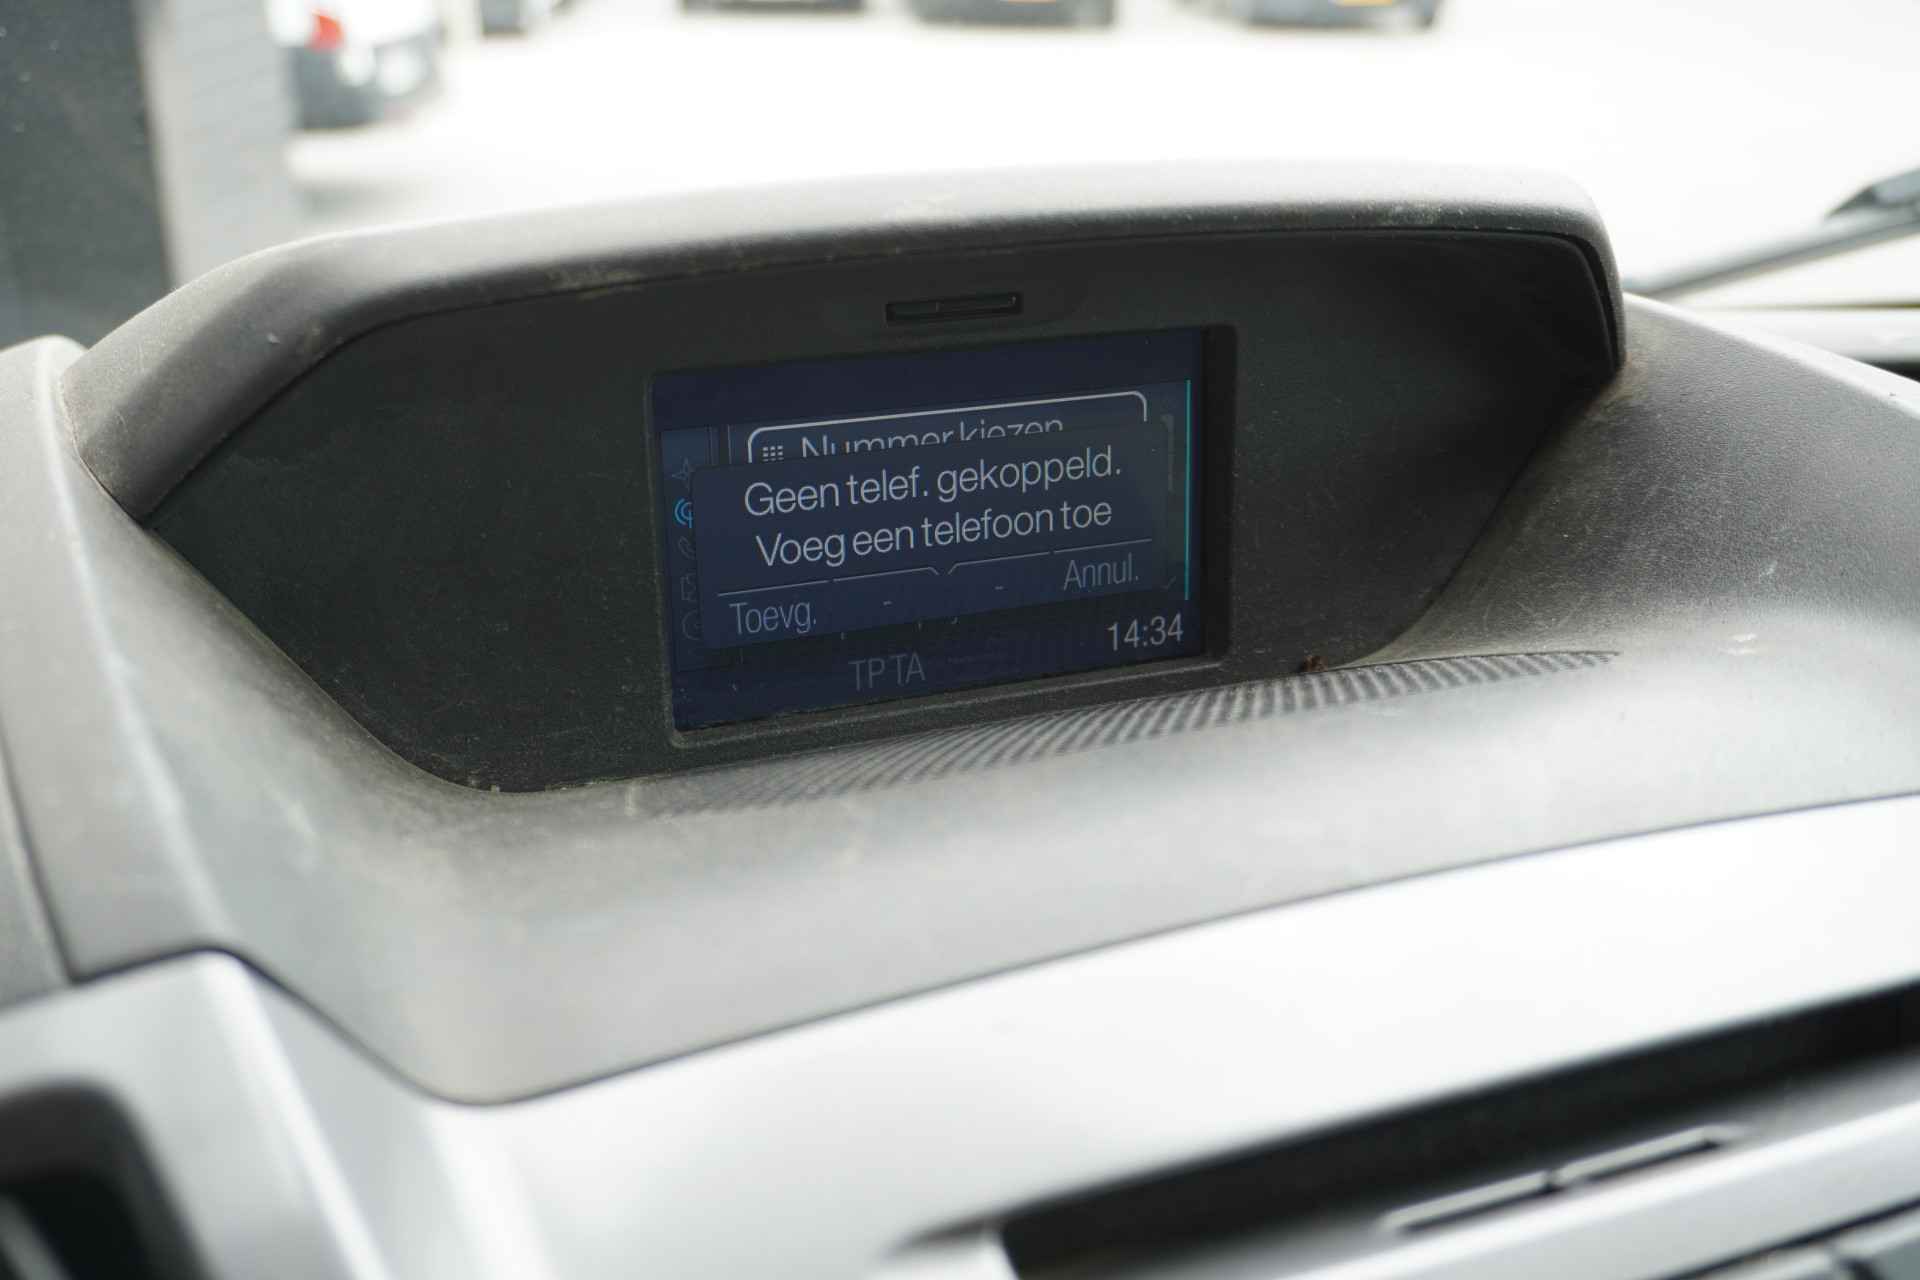 Nummer kiezen
Geen telef. gekoppeld.
Voeg een telefoon toe
Toevg. - - Annul.
14:34
TP TA